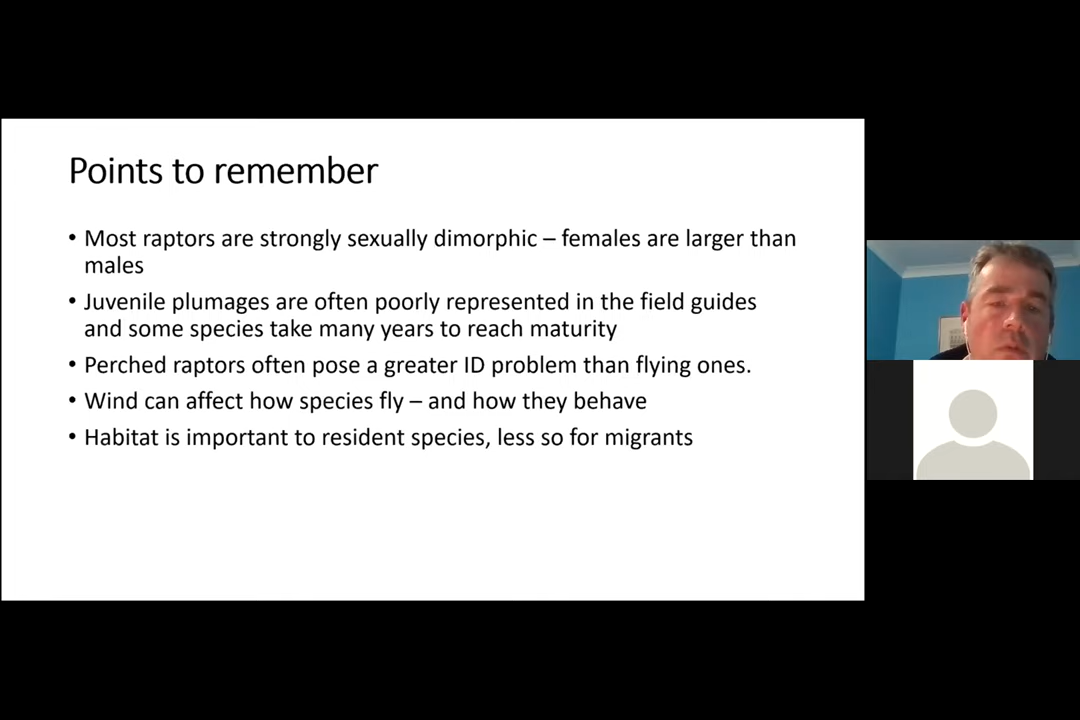 Points to remember
• Most raptors are strongly sexually dimorphic – females are larger than
males
• Juvenile plumages are often poorly represented in the field guides
and some species take many years to reach maturity
• Perched raptors often pose a greater ID problem than flying ones.
• Wind can affect how species fly – and how they behave
• Habitat is important to resident species, less so for migrants